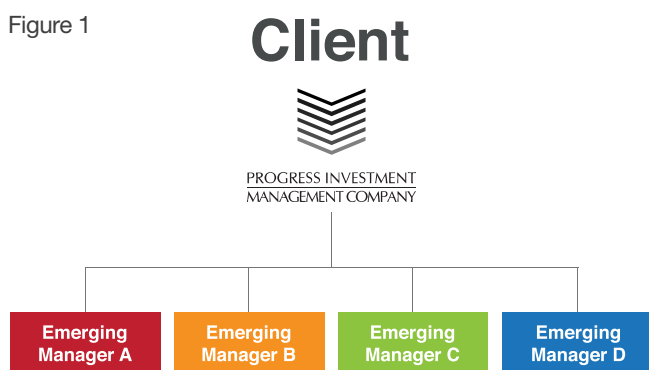 Figure 1
Client
PROGRESS INVESTMENT
MANAGEMENT COMPANY
Emerging
Manager A
Emerging
Manager B
Emerging
Manager C
Emerging
Manager D